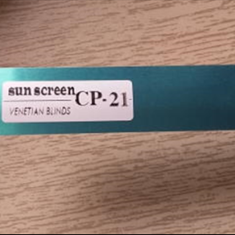 sun screen CP-21
VENETIAN BLINDS